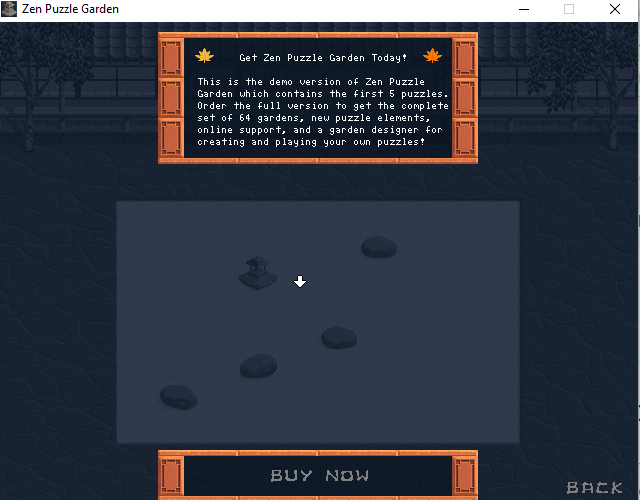 Zen Puzzle Garden
Get Zen Puzzle Garden Today!
This is the demo version of Zen Puzzle
Garden which contains the first 5 puzzles.
Order the full version to get the complete
set of 64 gardens, new puzzle elements,
online support, and a garden designer for
creating and playing your own puzzles!
BUY NOW
BACK